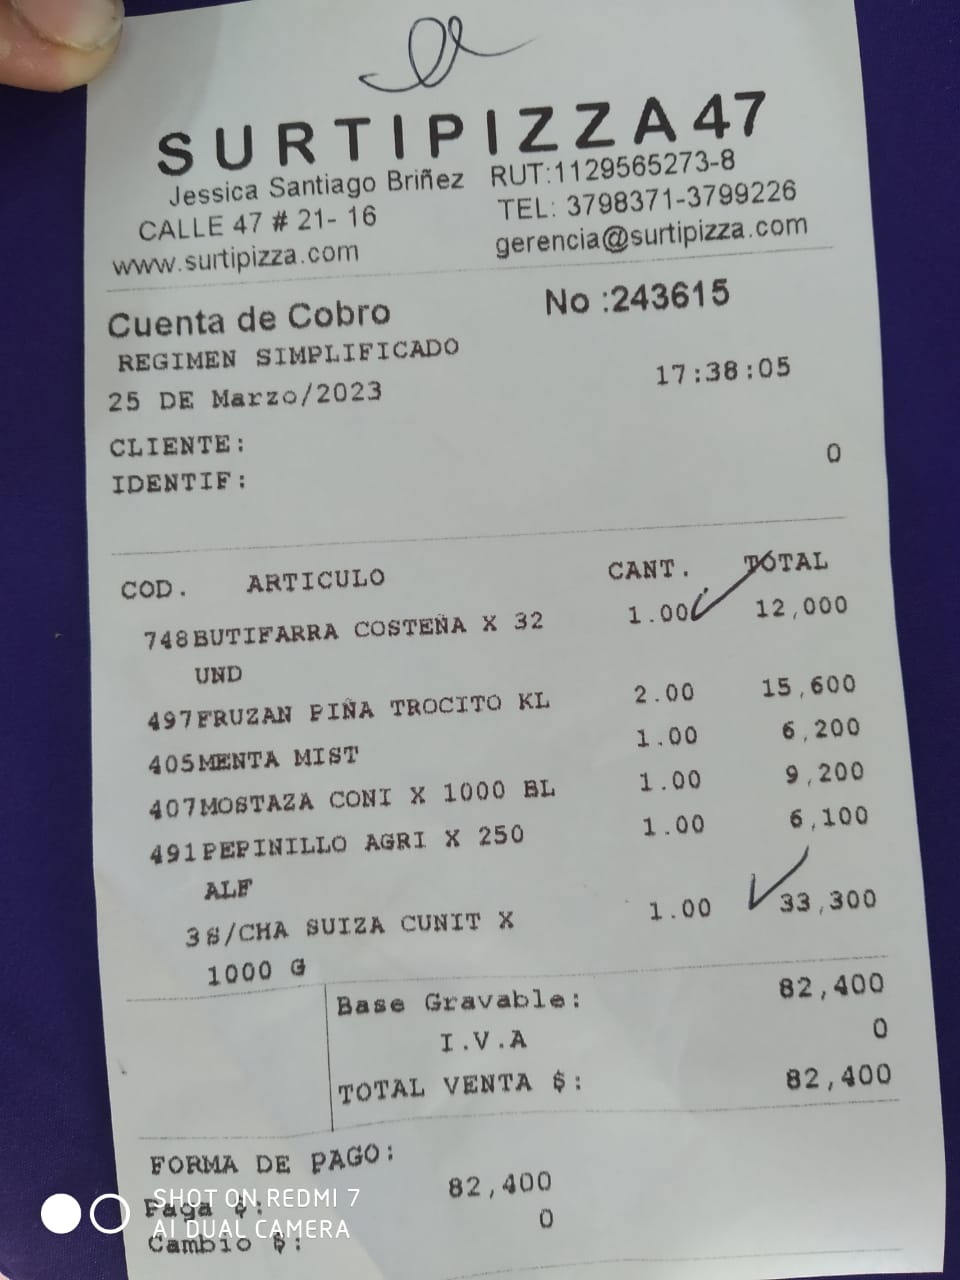 SURTIPIZZA47
Jessica Santiago Briñez RUT:1129565273-8
CALLE 47 # 21- 16 TEL: 3798371-3799226
www.surtipizza.com gerencia@surtipizza.com
Cuenta de Cobro No :243615
REGIMEN SIMPLIFICADO
25 DE Marzo/2023 17:38:05
CLIENTE:
IDENTIF: 0
COD. ARTICULO CANT. TOTAL
748 BUTIFARRA COSTEÑA X 32 1.00 12,000
UND
497 FRUZAN PIÑA TROCITO KL 2.00 15,600
405 MENTA MIST 1.00 6,200
407 MOSTAZA CONI X 1000 BL 1.00 9,200
491 PEPINILLO AGRI X 250 1.00 6,100
ALF
3 S/CHA SUIZA CUNIT X 1.00 33,300
1000 G
Base Gravable: 82,400
I.V.A 0
TOTAL VENTA $: 82,400
FORMA DE PAGO:
Paga $: 82,400
Cambio $: 0
SHOT ON REDMI 7
AI DUAL CAMERA